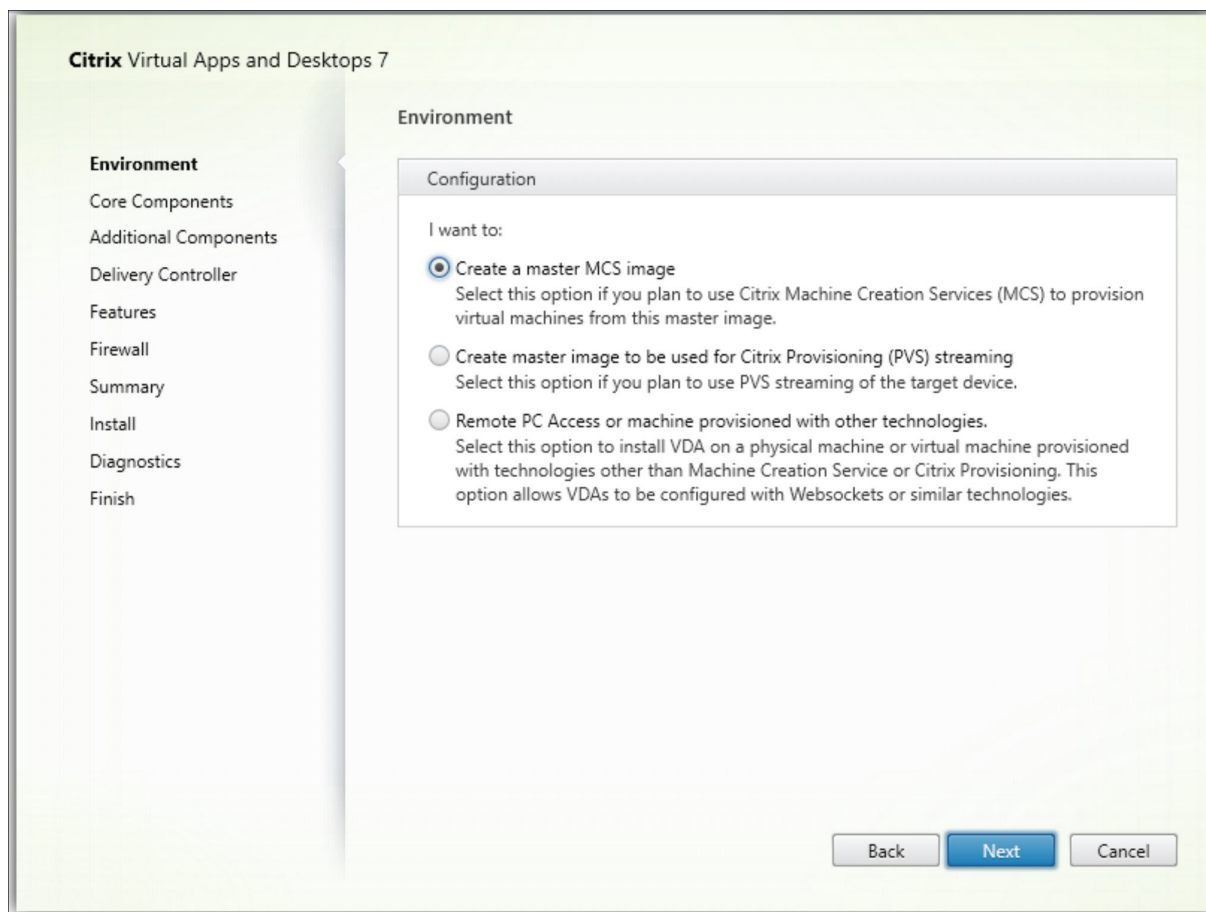 Citrix Virtual Apps and Desktops 7
Environment
Core Components
Additional Components
Delivery Controller
Features
Firewall
Summary
Install
Diagnostics
Finish
Environment
Configuration
I want to:
Create a master MCS image
Select this option if you plan to use Citrix Machine Creation Services (MCS) to provision
virtual machines from this master image.
Create master image to be used for Citrix Provisioning (PVS) streaming
Select this option if you plan to use PVS streaming of the target device.
Remote PC Access or machine provisioned with other technologies.
Select this option to install VDA on a physical machine or virtual machine provisioned
with technologies other than Machine Creation Service or Citrix Provisioning. This
option allows VDAs to be configured with Websockets or similar technologies.
Back Next Cancel